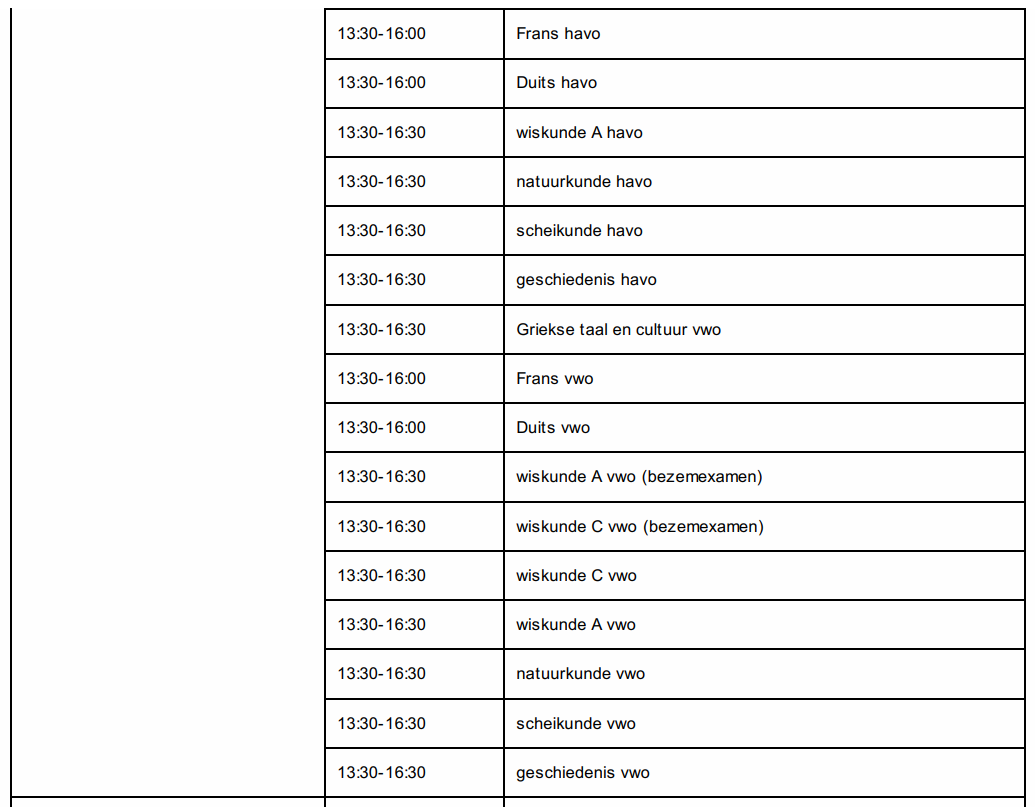 13:30-16:00 Frans havo
13:30-16:00 Duits havo
13:30-16:30 wiskunde A havo
13:30-16:30 natuurkunde havo
13:30-16:30 scheikunde havo
13:30-16:30 geschiedenis havo
13:30-16:30 Griekse taal en cultuur vwo
13:30-16:00 Frans vwo
13:30-16:00 Duits vwo
13:30-16:30 wiskunde A vwo (bezemexamen)
13:30-16:30 wiskunde C vwo (bezemexamen)
13:30-16:30 wiskunde C vwo
13:30-16:30 wiskunde A vwo
13:30-16:30 natuurkunde vwo
13:30-16:30 scheikunde vwo
13:30-16:30 geschiedenis vwo